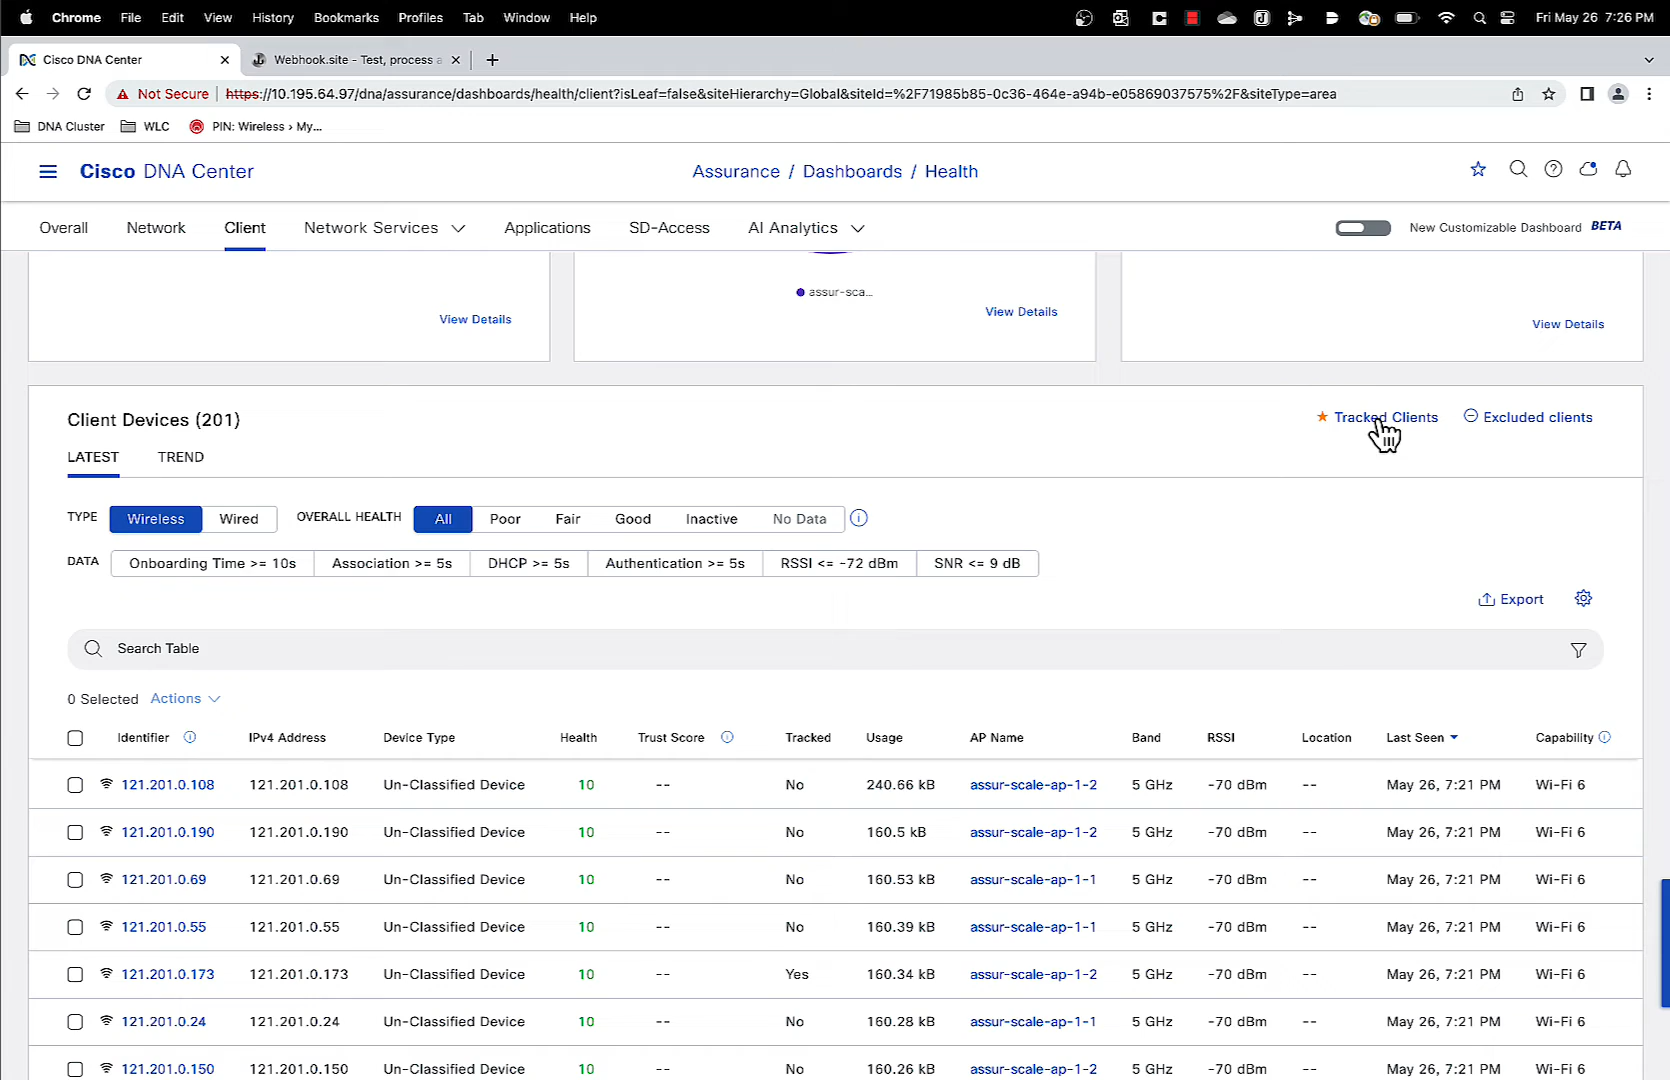 Chrome File Edit View History Bookmarks Profiles Tab Window Help Fri May 26 7:26 PM
Cisco DNA Center Webhook.site - Test, process a
Not Secure https://10.195.64.97/dna/assurance/dashboards/health/client?isLeaf=false&siteHierarchy=Global&siteId=%2F71985b85-0c36-464e-a94b-e05869037575%2F&siteType=area
DNA Cluster WLC PIN: Wireless › My...
Cisco DNA Center Assurance / Dashboards / Health
Overall Network Client Network Services Applications SD-Access AI Analytics New Customizable Dashboard BETA
assur-sca...
View Details View Details View Details
Client Devices (201) Tracked Clients Excluded clients
LATEST TREND
TYPE Wireless Wired OVERALL HEALTH All Poor Fair Good Inactive No Data
DATA Onboarding Time >= 10s Association >= 5s DHCP >= 5s Authentication >= 5s RSSI <= -72 dBm SNR <= 9 dB
Export
Search Table
0 Selected Actions
Identifier IPv4 Address Device Type Health Trust Score Tracked Usage AP Name Band RSSI Location Last Seen Capability
121.201.0.108 121.201.0.108 Un-Classified Device 10 -- No 240.66 kB assur-scale-ap-1-2 5 GHz -70 dBm -- May 26, 7:21 PM Wi-Fi 6
121.201.0.190 121.201.0.190 Un-Classified Device 10 -- No 160.5 kB assur-scale-ap-1-2 5 GHz -70 dBm -- May 26, 7:21 PM Wi-Fi 6
121.201.0.69 121.201.0.69 Un-Classified Device 10 -- No 160.53 kB assur-scale-ap-1-1 5 GHz -70 dBm -- May 26, 7:21 PM Wi-Fi 6
121.201.0.55 121.201.0.55 Un-Classified Device 10 -- No 160.39 kB assur-scale-ap-1-1 5 GHz -70 dBm -- May 26, 7:21 PM Wi-Fi 6
121.201.0.173 121.201.0.173 Un-Classified Device 10 -- Yes 160.34 kB assur-scale-ap-1-2 5 GHz -70 dBm -- May 26, 7:21 PM Wi-Fi 6
121.201.0.24 121.201.0.24 Un-Classified Device 10 -- No 160.28 kB assur-scale-ap-1-1 5 GHz -70 dBm -- May 26, 7:21 PM Wi-Fi 6
121.201.0.150 121.201.0.150 Un-Classified Device 10 -- No 160.26 kB assur-scale-ap-1-2 5 GHz -70 dBm -- May 26, 7:21 PM Wi-Fi 6